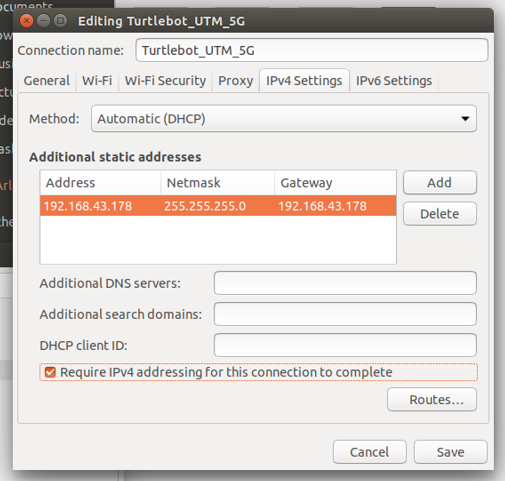 ocuments
Editing Turtlebot_UTM_5G
Connection name: Turtlebot_UTM_5G
General Wi-Fi Wi-Fi Security Proxy IPv4 Settings IPv6 Settings
Method: Automatic (DHCP)
Additional static addresses
Address Netmask Gateway Add
192.168.43.178 255.255.255.0 192.168.43.178
Delete
Additional DNS servers:
Additional search domains:
DHCP client ID:
Require IPv4 addressing for this connection to complete
Routes...
Cancel Save